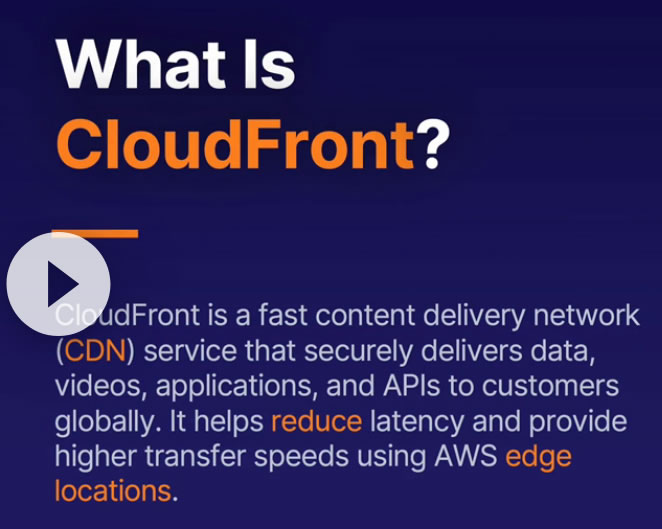 What Is
CloudFront?
CloudFront is a fast content delivery network
(CDN) service that securely delivers data,
videos, applications, and APIs to customers
globally. It helps reduce latency and provide
higher transfer speeds using AWS edge
locations.